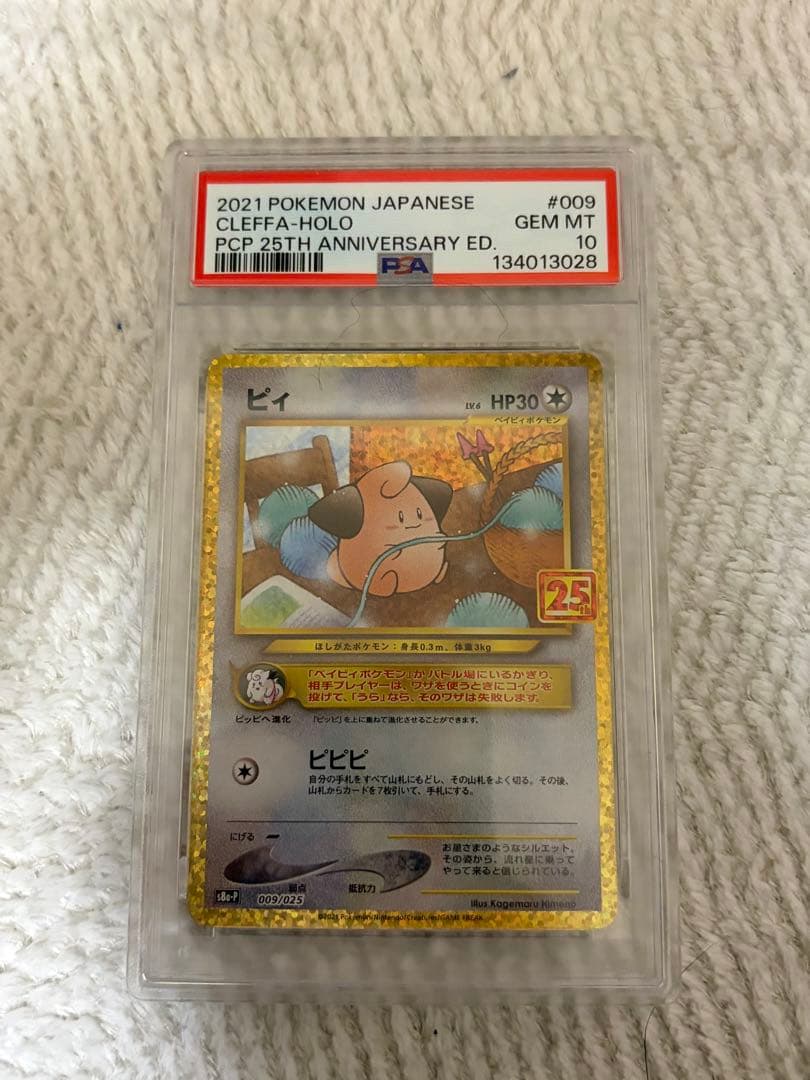 2021 POKEMON JAPANESE #009
CLEFFA-HOLO GEM MT
PCP 25TH ANNIVERSARY ED. 10
PSA 134013028
ピィ LV.6 HP30
ベイビィポケモン
25th
ほしがたポケモン：身長0.3m、体重3kg
「ベイビィポケモン」がバトル場にいるかぎり、
相手プレイヤーは、ワザを使うときにコインを
投げて、「うら」なら、そのワザは失敗します。
ピッピへ進化 「ピッピ」を上に重ねて進化させることができます。
ピピピ
自分の手札をすべて山札にもどし、その山札をよく切る。その後、
山札からカードを7枚引いて、手札にする。
にげる
お星さまのようなシルエット。
その姿から、流れ星に乗って
やって来ると信じられている。
弱点 抵抗力
s8a-P 009/025 Illus Kagemaru Himeno
©2021 Pokémon/Nintendo/Creatures/GAME FREAK